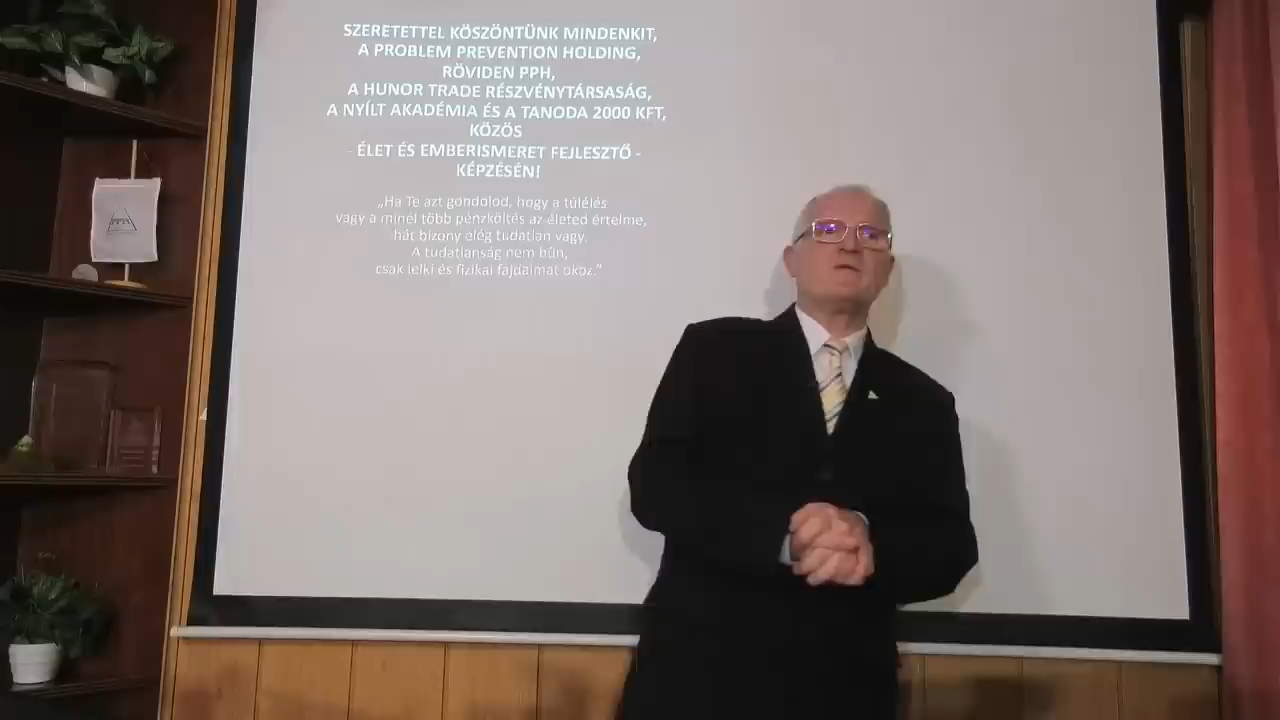 SZERETETTEL KÖSZÖNTÜNK MINDENKIT,
A PROBLEM PREVENTION HOLDING,
RÖVIDEN PPH,
A HUNOR TRADE RÉSZVÉNYTÁRSASÁG,
A NYÍLT AKADÉMIA ÉS A TANODA 2000 KFT,
KÖZÖS
- ÉLET ÉS EMBERISMERET FEJLESZTŐ -
KÉPZÉSÉN!
„Ha Te azt gondolod, hogy a túlélés
vagy a minél több pénzköltés az életed értelme,
hát bizony elég tudatlan vagy.
A tudatlanság nem bűn,
csak lelki és fizikai fájdalmat okoz."